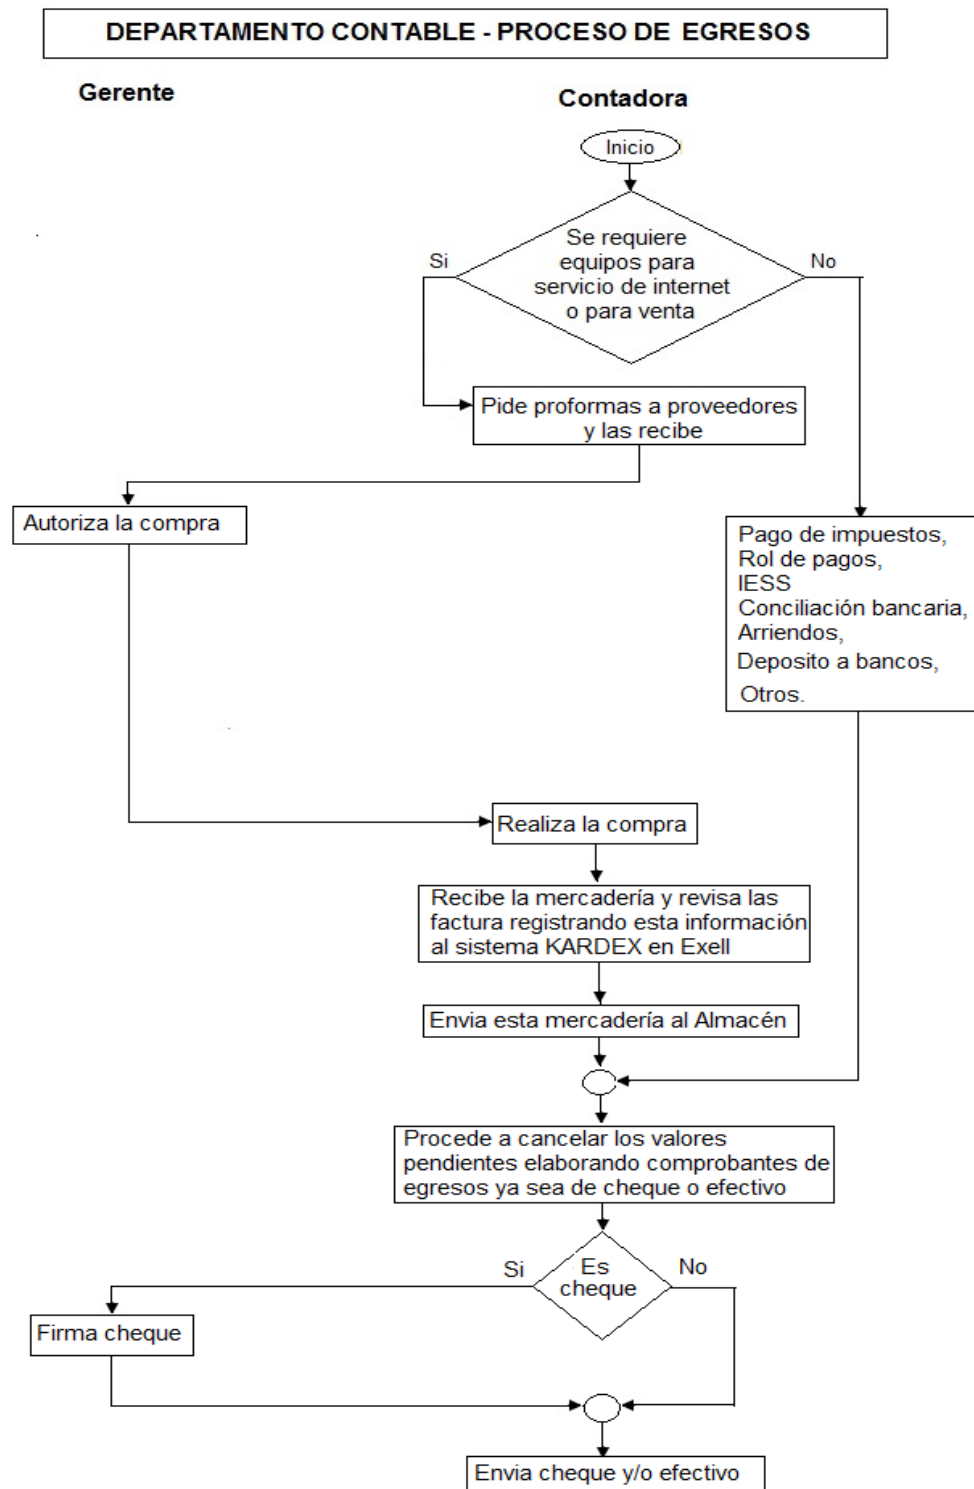 DEPARTAMENTO CONTABLE - PROCESO DE EGRESOS
Gerente
Contadora
Inicio
Se requiere
equipos para
servicio de internet
o para venta
Si
No
Pide proformas a proveedores
y las recibe
Autoriza la compra
Pago de impuestos,
Rol de pagos,
IESS
Conciliación bancaria,
Arriendos,
Deposito a bancos,
Otros.
Realiza la compra
Recibe la mercadería y revisa las
factura registrando esta información
al sistema KARDEX en Exell
Envia esta mercadería al Almacén
Procede a cancelar los valores
pendientes elaborando comprobantes de
egresos ya sea de cheque o efectivo
Es
cheque
Si
No
Firma cheque
Envia cheque y/o efectivo